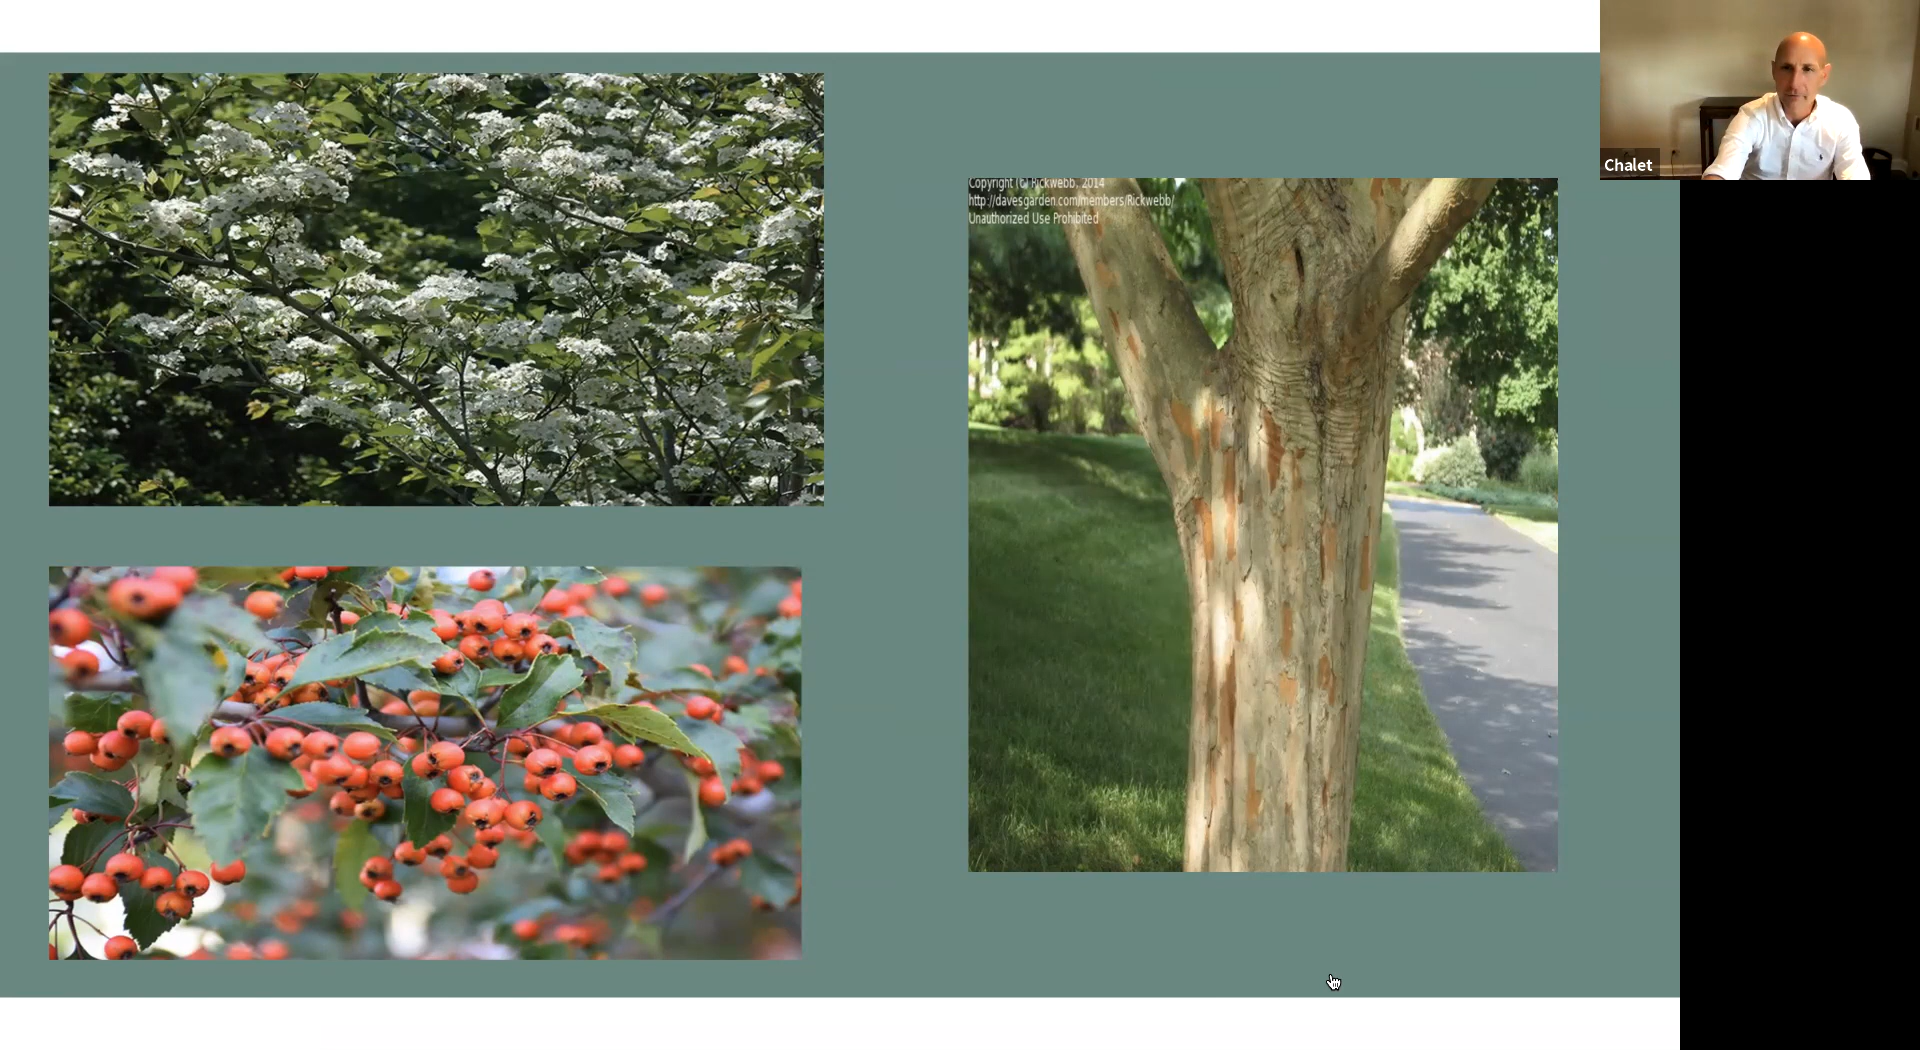 Copyright (c) Rickwebb, 2014
http://davesgarden.com/members/Rickwebb/
Unauthorized Use Prohibited
Chalet